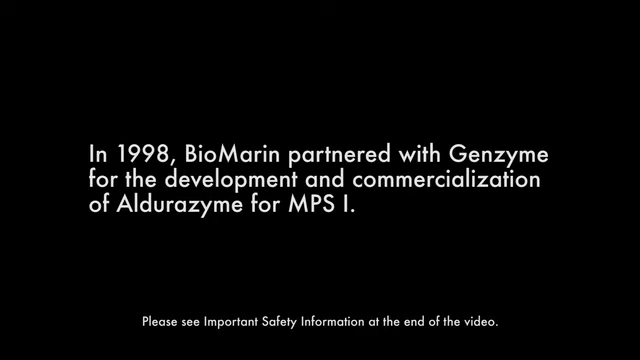 In 1998, BioMarin partnered with Genzyme
for the development and commercialization
of Aldurazyme for MPS I.
Please see Important Safety Information at the end of the video.